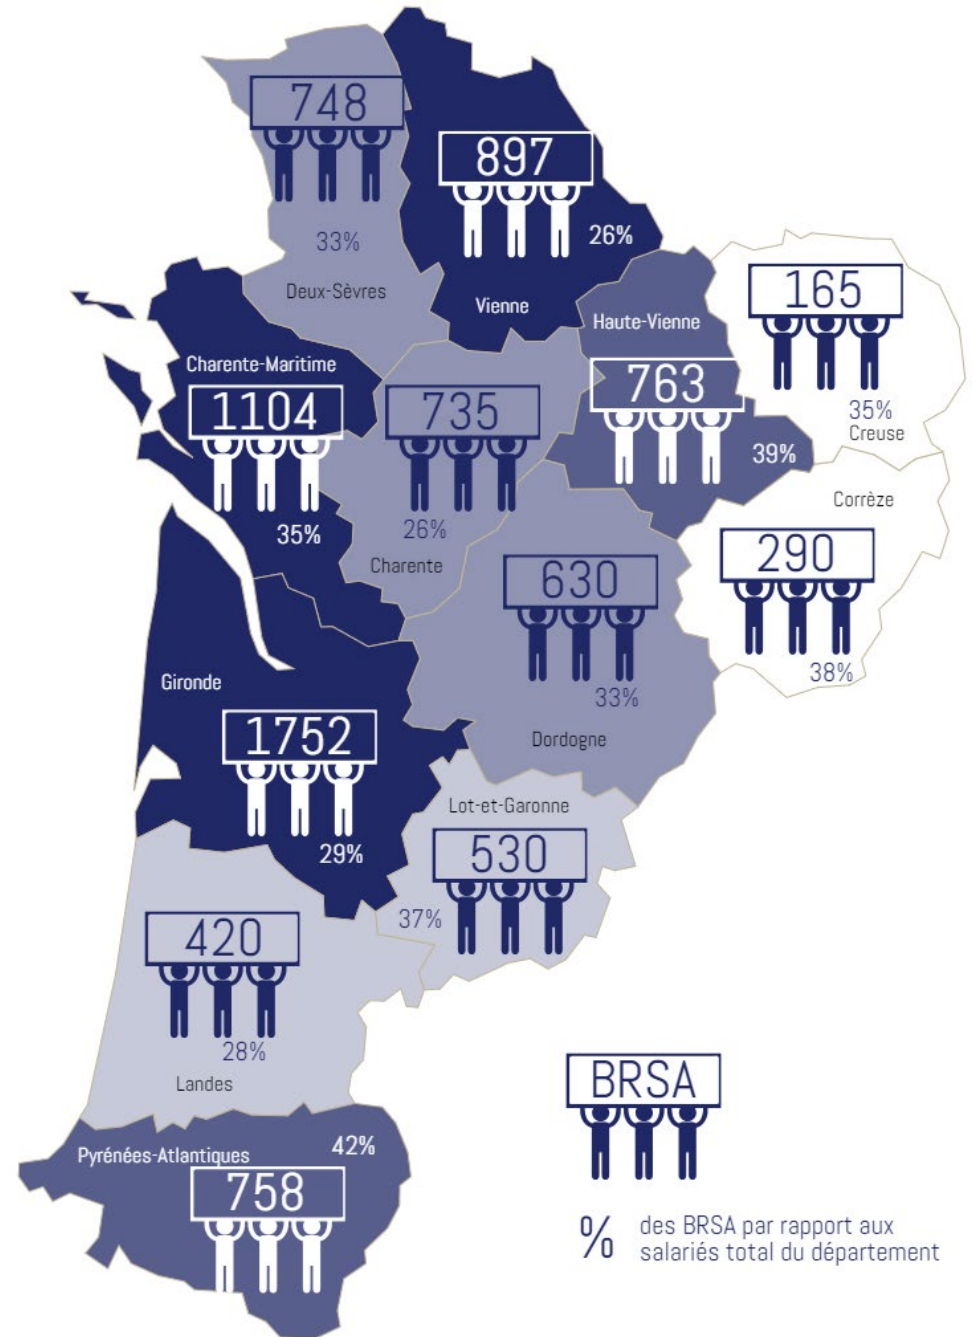 748
33%
Deux-Sèvres
897
26%
Vienne
Haute-Vienne
763
39%
165
35%
Creuse
Charente-Maritime
1104
35%
735
26%
Charente
Corrèze
290
38%
630
33%
Dordogne
Gironde
1752
29%
Lot-et-Garonne
530
37%
420
28%
Landes
Pyrénées-Atlantiques
42%
758
BRSA
% des BRSA par rapport aux
salariés total du département